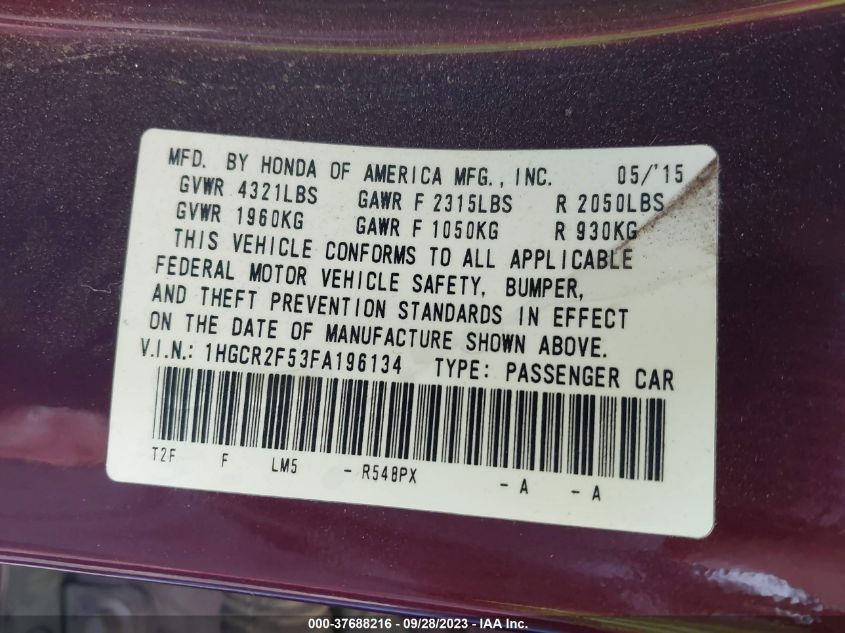 MFD. BY HONDA OF AMERICA MFG., INC. 05/'15
GVWR 4321LBS GAWR F 2315LBS R 2050LBS
GVWR 1960KG GAWR F 1050KG R 930KG
THIS VEHICLE CONFORMS TO ALL APPLICABLE
FEDERAL MOTOR VEHICLE SAFETY, BUMPER,
AND THEFT PREVENTION STANDARDS IN EFFECT
ON THE DATE OF MANUFACTURE SHOWN ABOVE.
V.I.N.: 1HGCR2F53FA196134 TYPE: PASSENGER CAR
T2F F LM5 - R548PX - A - A
000-37688216 - 09/28/2023 - IAA Inc.